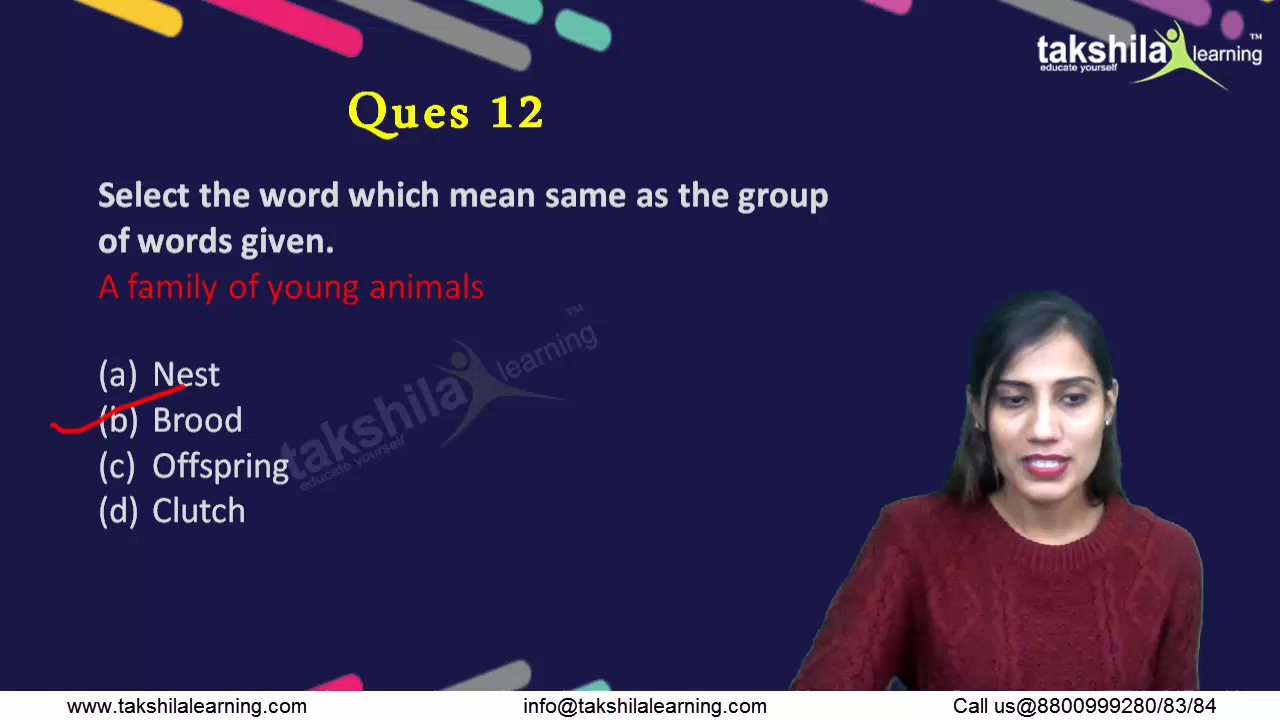 takshila learning ™
educate yourself
Ques 12
Select the word which mean same as the group
of words given.
A family of young animals
(a) Nest
(b) Brood
(c) Offspring
(d) Clutch
takshila learning ™
educate yourself
www.takshilalearning.com
info@takshilalearning.com
Call us@8800999280/83/84